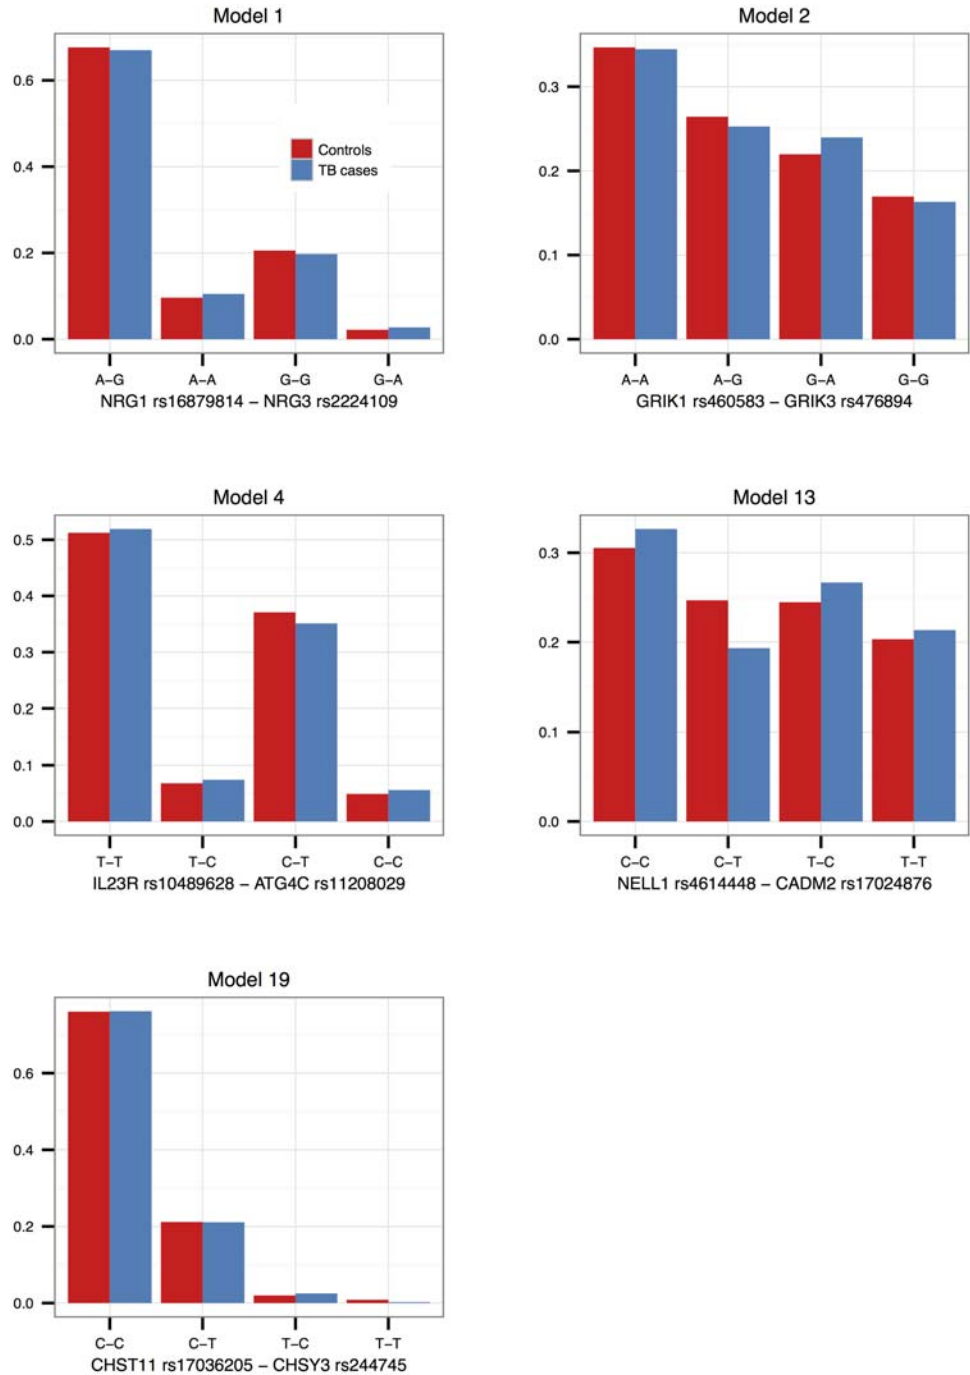 Model 1
0.6
0.4
0.2
0.0
Controls
TB cases
A–G A–A G–G G–A
NRG1 rs16879814 – NRG3 rs2224109
Model 2
0.3
0.2
0.1
0.0
A–A A–G G–A G–G
GRIK1 rs460583 – GRIK3 rs476894
Model 4
0.5
0.4
0.3
0.2
0.1
0.0
T–T T–C C–T C–C
IL23R rs10489628 – ATG4C rs11208029
Model 13
0.3
0.2
0.1
0.0
C–C C–T T–C T–T
NELL1 rs4614448 – CADM2 rs17024876
Model 19
0.6
0.4
0.2
0.0
C–C C–T T–C T–T
CHST11 rs17036205 – CHSY3 rs244745